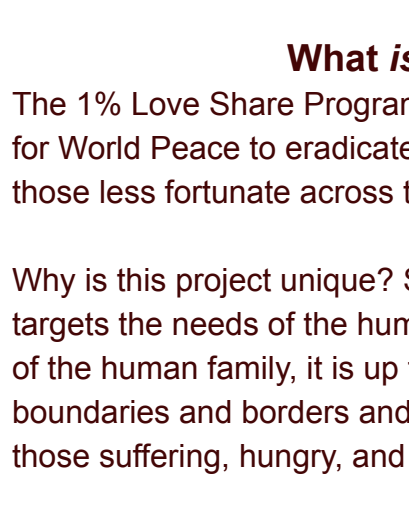 What is
The 1% Love Share
for World Peace to eradicate
those less fortunate across

Why is this project unique?
targets the needs of the
of the human family, it is up
boundaries and borders and
those suffering, hungry, and